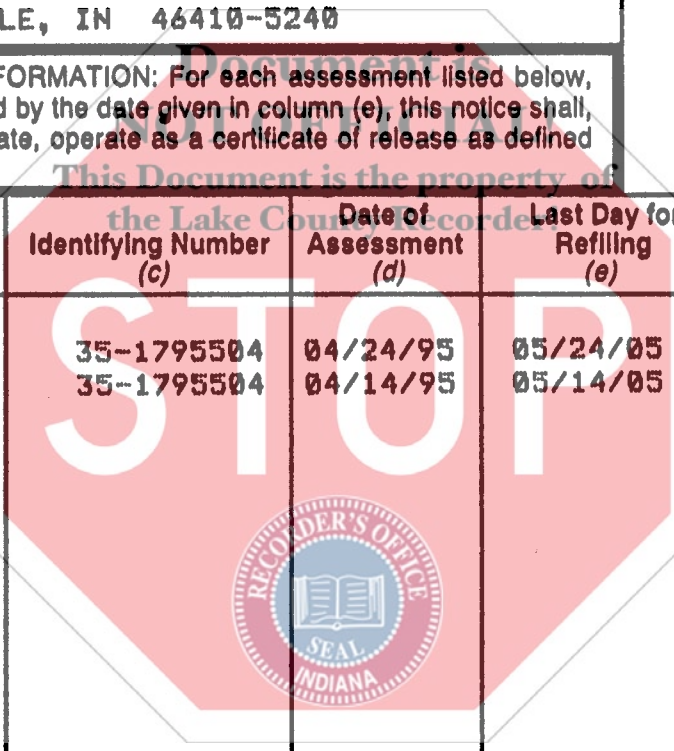 LE, IN 46410-5240
Document is
FORMATION: For each assessment listed below,
NOT OFFICIAL!
d by the date given in column (e), this notice shall,
ate, operate as a certificate of release as defined
This Document is the property of
the Lake County Recorder!
Identifying Number (c) Date of Assessment (d) Last Day for Refiling (e)
35-1795504 04/24/95 05/24/05
35-1795504 04/14/95 05/14/05
STOP
RECORDER'S OFFICE
SEAL
INDIANA